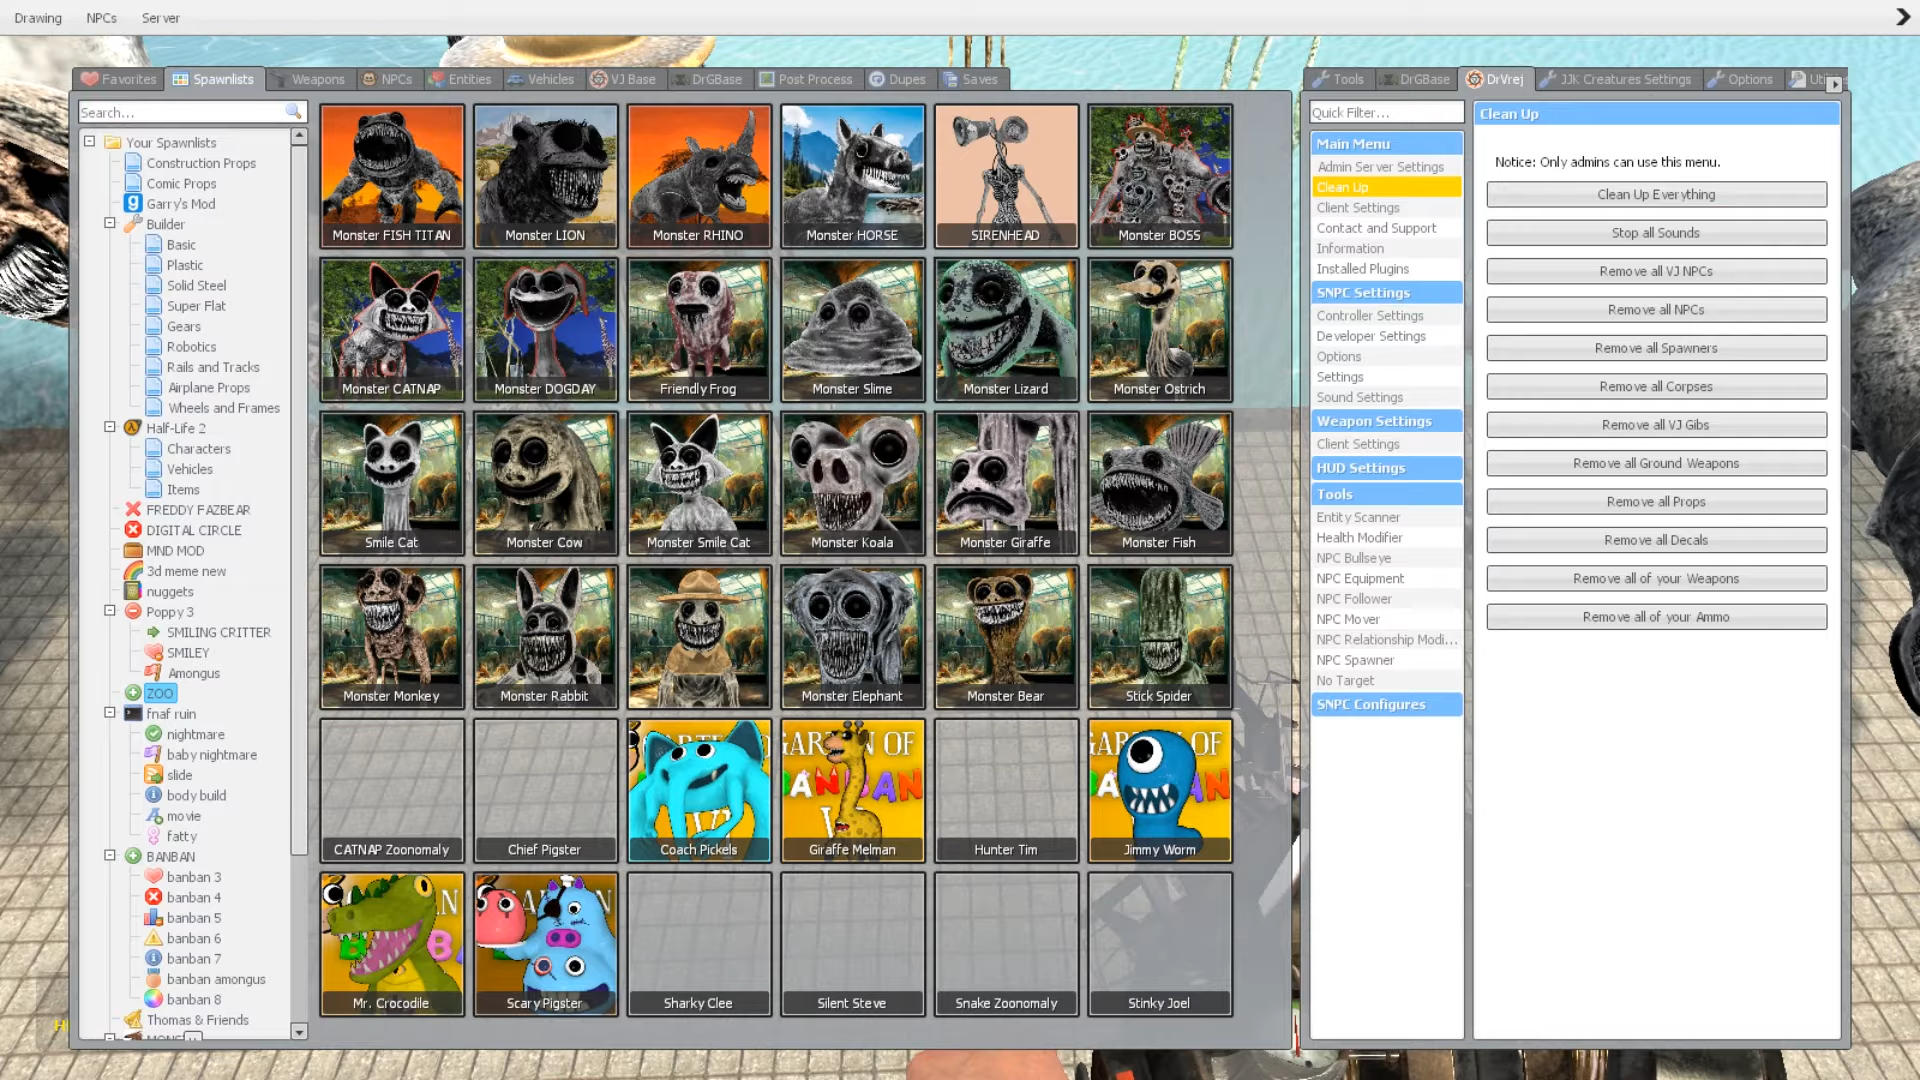 Drawing NPCs Server
Favorites Spawnlists Weapons NPCs Entities Vehicles VJ Base DrGBase Post Process Dupes Saves
Tools DrGBase DrVrej JJK Creatures Settings Options
Search...
Your Spawnlists
Construction Props
Comic Props
Garry's Mod
Builder
Basic
Plastic
Solid Steel
Super Flat
Gears
Robotics
Rails and Tracks
Airplane Props
Wheels and Frames
Half-Life 2
Characters
Vehicles
Items
FREDDY FAZBEAR
DIGITAL CIRCLE
MND MOD
3d meme new
nuggets
Poppy 3
SMILING CRITTER
SMILEY
Amongus
ZOO
fnaf ruin
nightmare
baby nightmare
slide
body build
movie
fatty
BANBAN
banban 3
banban 4
banban 5
banban 6
banban 7
banban amongus
banban 8
Thomas & Friends
Monster FISH TITAN
Monster LION
Monster RHINO
Monster HORSE
SIRENHEAD
Monster BOSS
Monster CATNAP
Monster DOGDAY
Friendly Frog
Monster Slime
Monster Lizard
Monster Ostrich
Smile Cat
Monster Cow
Monster Smile Cat
Monster Koala
Monster Giraffe
Monster Fish
Monster Monkey
Monster Rabbit
Monster Elephant
Monster Bear
Stick Spider
CATNAP Zoonomaly
Chief Pigster
Coach Pickels
Giraffe Melman
Hunter Tim
Jimmy Worm
Mr. Crocodile
Scary Pigster
Sharky Clee
Silent Steve
Snake Zoonomaly
Stinky Joel
Quick Filter...
Main Menu
Admin Server Settings
Clean Up
Client Settings
Contact and Support
Information
Installed Plugins
SNPC Settings
Controller Settings
Developer Settings
Options
Settings
Sound Settings
Weapon Settings
Client Settings
HUD Settings
Tools
Entity Scanner
Health Modifier
NPC Bullseye
NPC Equipment
NPC Follower
NPC Mover
NPC Relationship Modi...
NPC Spawner
No Target
SNPC Configures
Clean Up
Notice: Only admins can use this menu.
Clean Up Everything
Stop all Sounds
Remove all VJ NPCs
Remove all NPCs
Remove all Spawners
Remove all Corpses
Remove all VJ Gibs
Remove all Ground Weapons
Remove all Props
Remove all Decals
Remove all of your Weapons
Remove all of your Ammo